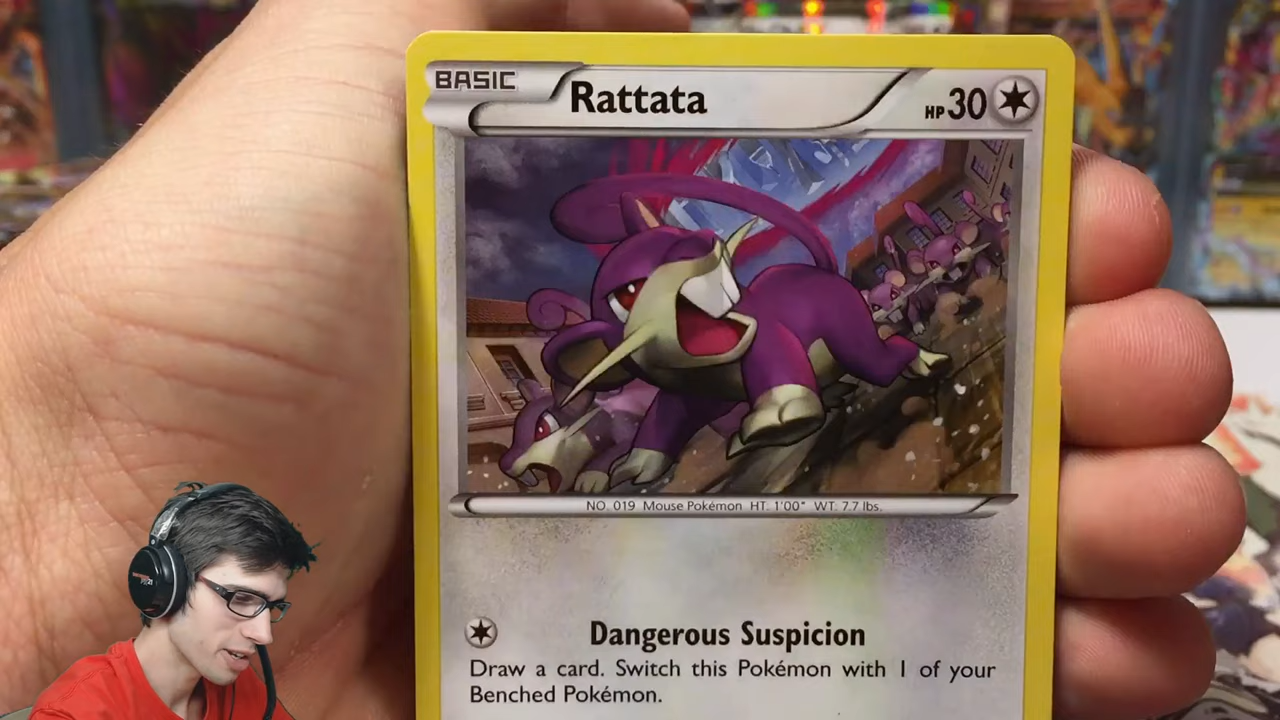 BASIC
Rattata
HP 30
NO. 019 Mouse Pokémon HT. 1'00" WT. 7.7 lbs.
Dangerous Suspicion
Draw a card. Switch this Pokémon with 1 of your
Benched Pokémon.